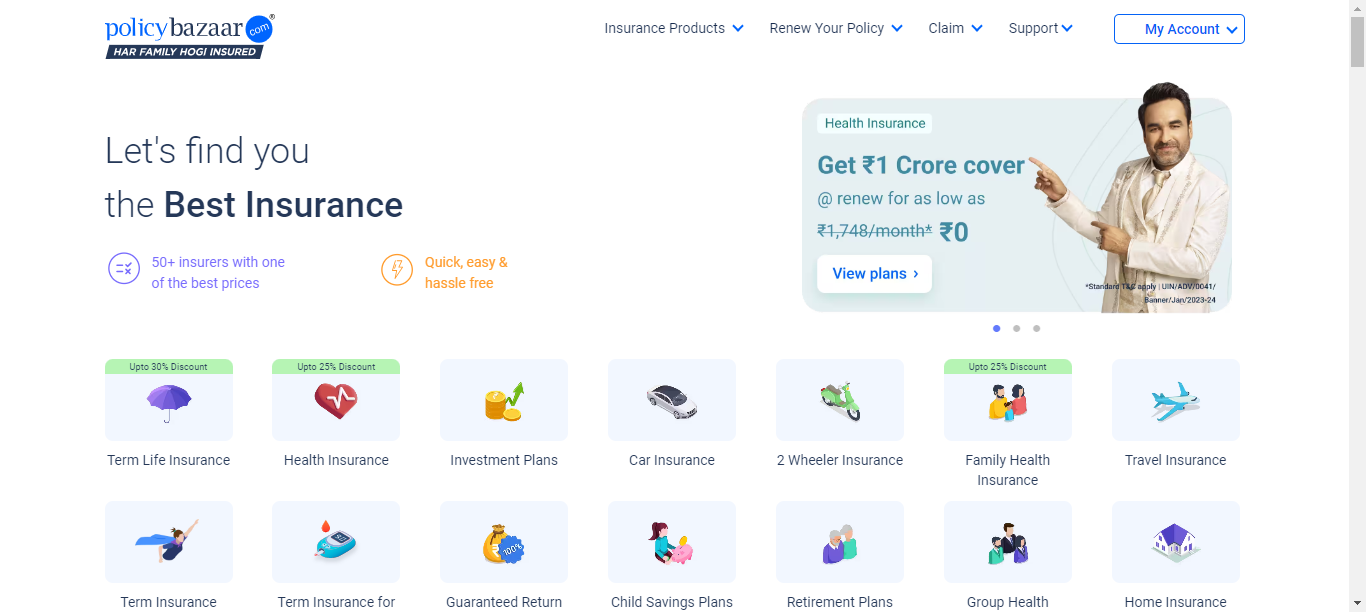 policybazaar.com®
HAR FAMILY HOGI INSURED
Insurance Products
Renew Your Policy
Claim
Support
My Account
Let's find you
the Best Insurance
50+ insurers with one
of the best prices
Quick, easy &
hassle free
Health Insurance
Get ₹1 Crore cover
@ renew for as low as
₹1,748/month* ₹0
View plans ›
*Standard T&C apply | UIN/ADV/0041/
Banner/Jan/2023-24
Upto 30% Discount
Term Life Insurance
Upto 25% Discount
Health Insurance
Investment Plans
Car Insurance
2 Wheeler Insurance
Upto 25% Discount
Family Health
Insurance
Travel Insurance
Term Insurance
Term Insurance for
100%
Guaranteed Return
Child Savings Plans
Retirement Plans
Group Health
Home Insurance